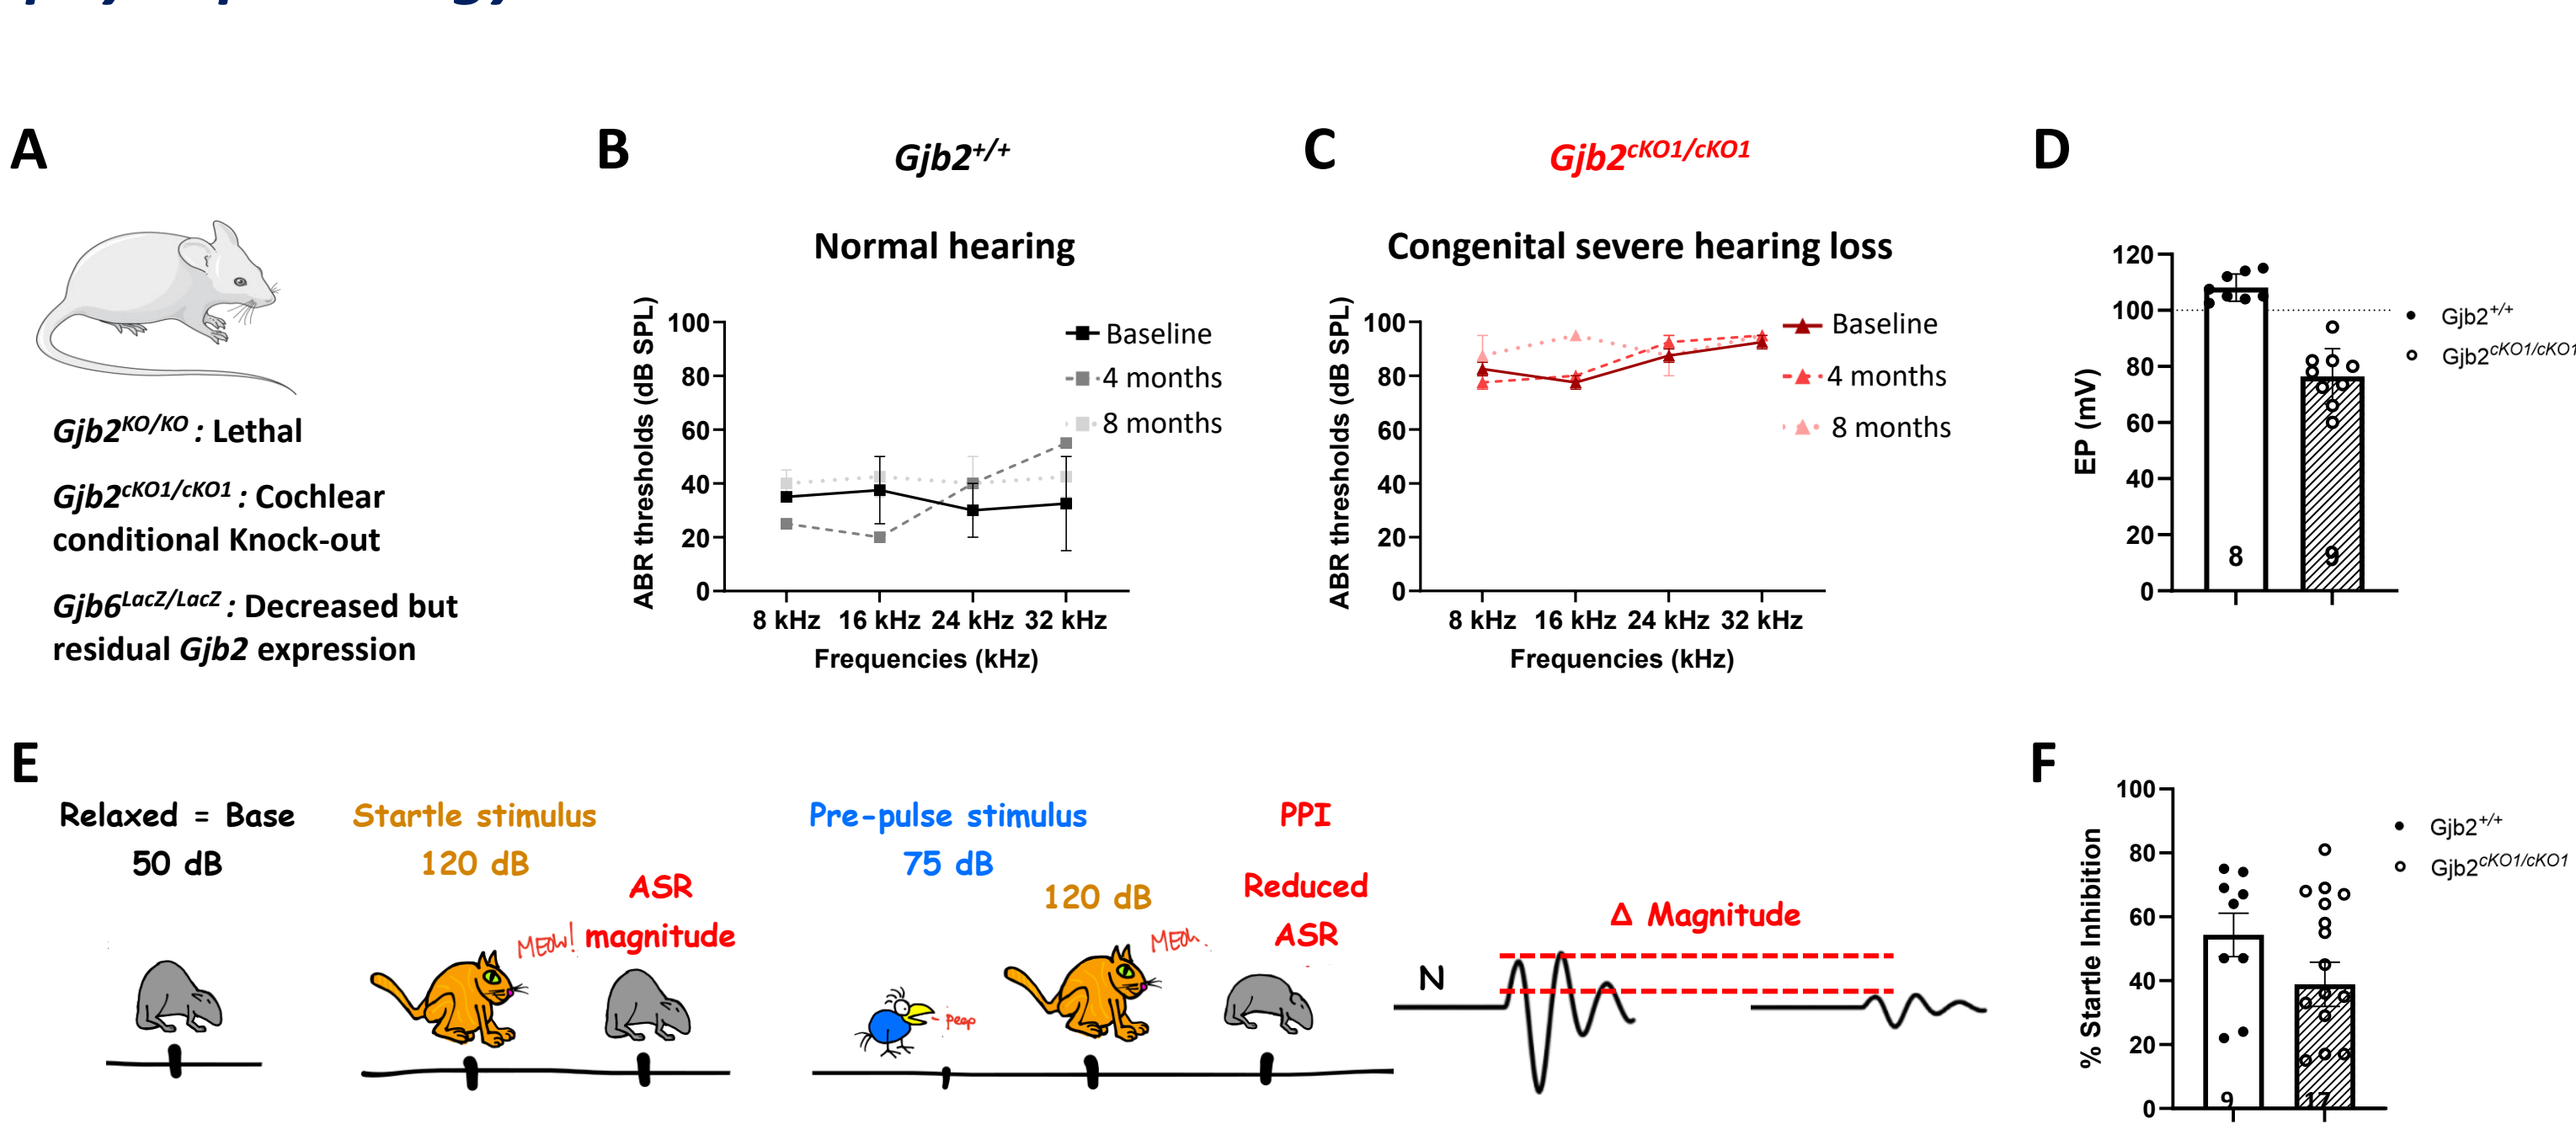 A
Gjb2KO/KO : Lethal
Gjb2cKO1/cKO1 : Cochlear
conditional Knock-out
Gjb6LacZ/LacZ : Decreased but
residual Gjb2 expression
B
Gjb2+/+
Normal hearing
ABR thresholds (dB SPL)
100
80
60
40
20
0
8 kHz 16 kHz 24 kHz 32 kHz
Frequencies (kHz)
Baseline
4 months
8 months
C
Gjb2cKO1/cKO1
Congenital severe hearing loss
ABR thresholds (dB SPL)
100
80
60
40
20
0
8 kHz 16 kHz 24 kHz 32 kHz
Frequencies (kHz)
Baseline
4 months
8 months
D
EP (mV)
120
100
80
60
40
20
0
8
9
Gjb2+/+
Gjb2cKO1/cKO1
E
Relaxed = Base
50 dB
Startle stimulus
120 dB
MEOW!
ASR
magnitude
Pre-pulse stimulus
75 dB
peep
120 dB
MEOW.
PPI
Reduced
ASR
N
Δ Magnitude
F
% Startle Inhibition
100
80
60
40
20
0
9
17
Gjb2+/+
Gjb2cKO1/cKO1